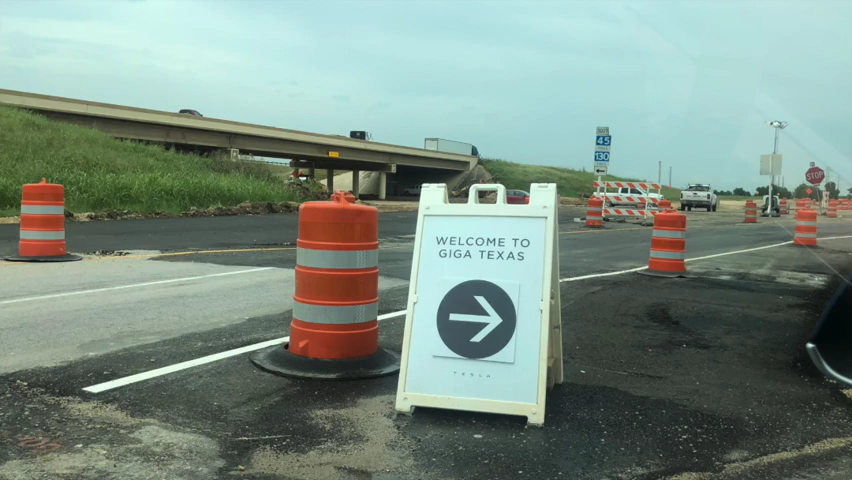 45
130
STOP
WELCOME TO
GIGA TEXAS
TESLA